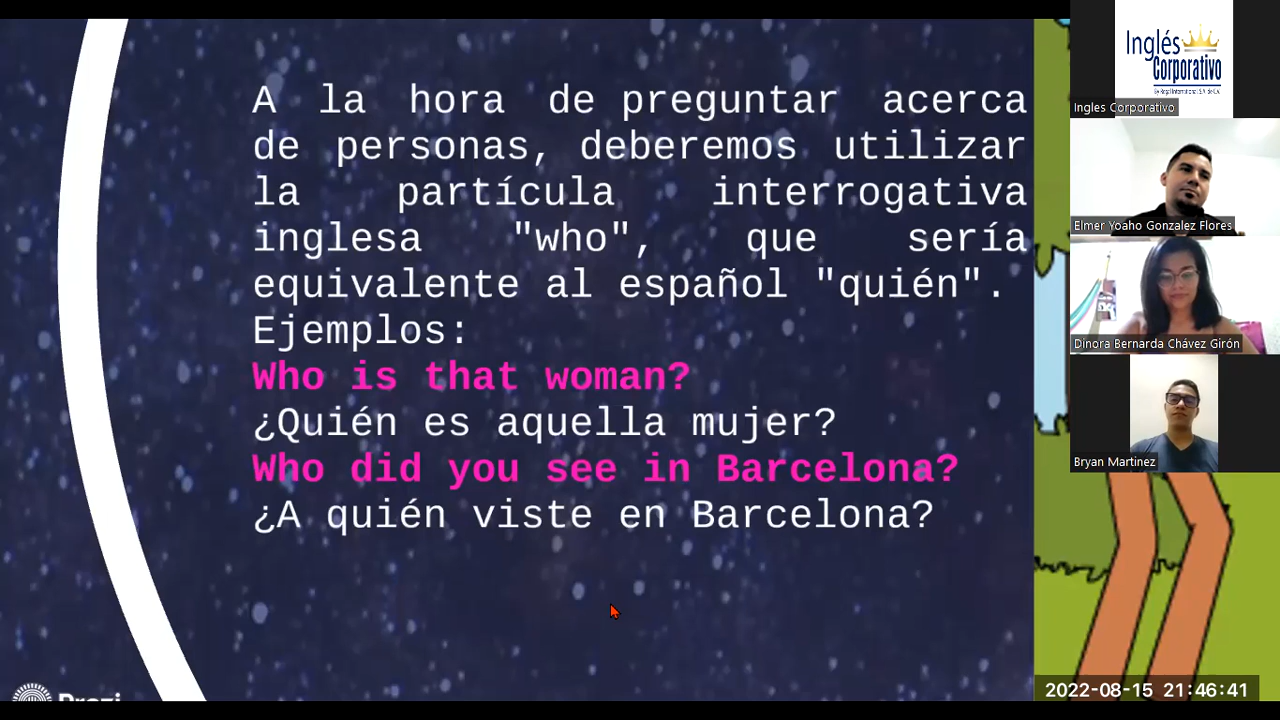 A la hora de preguntar acerca
de personas, deberemos utilizar
la partícula interrogativa
inglesa "who", que sería
equivalente al español "quién".
Ejemplos:
Who is that woman?
¿Quién es aquella mujer?
Who did you see in Barcelona?
¿A quién viste en Barcelona?
Prezi
Inglés
Corporativo
Ingles Corporativo
Elmer Yoaho Gonzalez Flores
Dinora Bernarda Chávez Girón
Bryan Martinez
2022-08-15 21:46:41